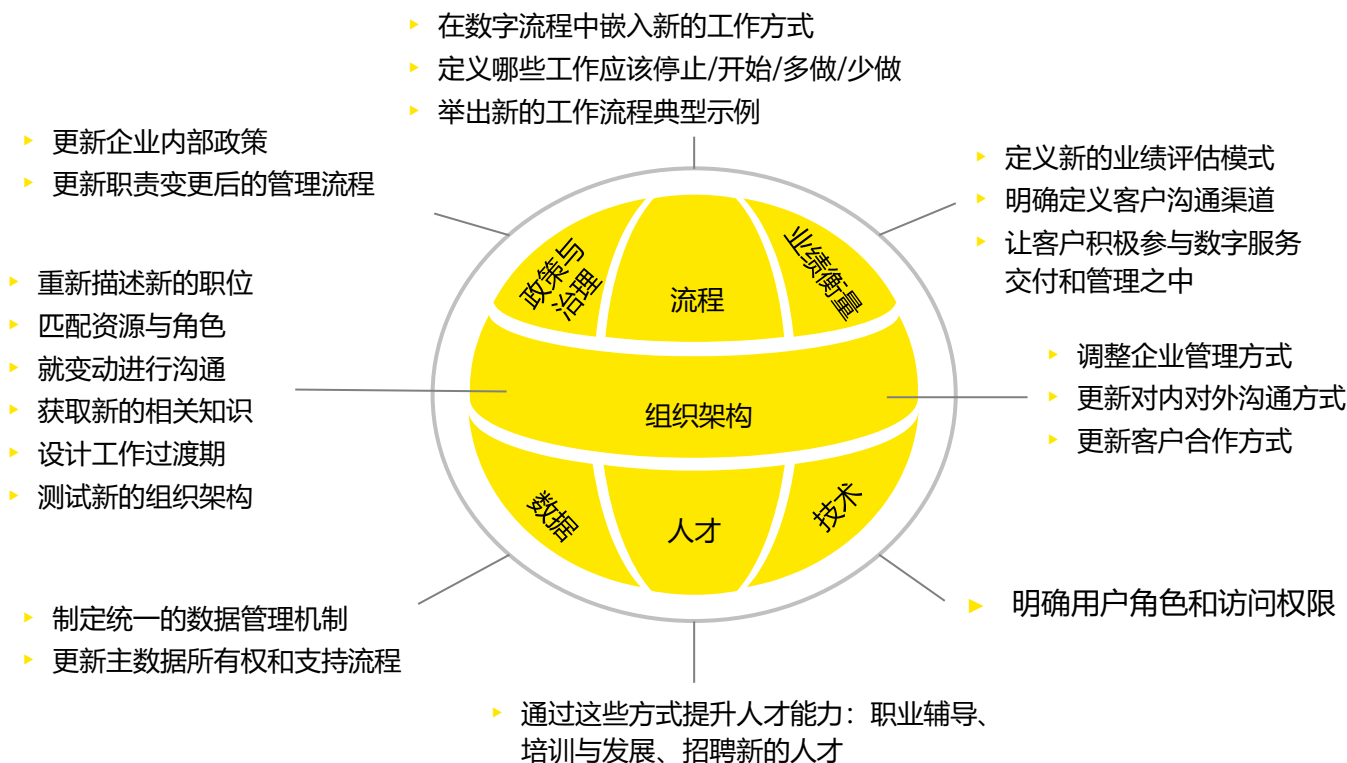 在数字流程中嵌入新的工作方式
定义哪些工作应该停止/开始/多做/少做
举出新的工作流程典型示例
更新企业内部政策
更新职责变更后的管理流程
定义新的业绩评估模式
明确定义客户沟通渠道
让客户积极参与数字服务
交付和管理之中
重新描述新的职位
匹配资源与角色
就变动进行沟通
获取新的相关知识
设计工作过渡期
测试新的组织架构
政策与
治理
流程
业绩衡量
组织架构
数据
人才
技术
调整企业管理方式
更新对内对外沟通方式
更新客户合作方式
制定统一的数据管理机制
更新主数据所有权和支持流程
明确用户角色和访问权限
通过这些方式提升人才能力：职业辅导、
培训与发展、招聘新的人才